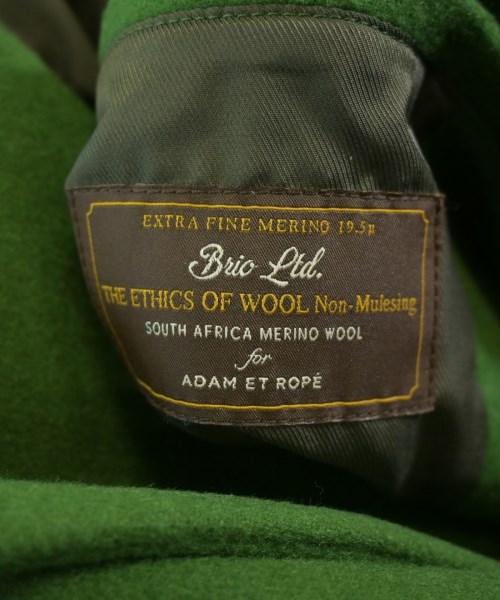 EXTRA FINE MERINO 19.5μ
Brio Ltd.
THE ETHICS OF WOOL Non-Mulesing
SOUTH AFRICA MERINO WOOL
for
ADAM ET ROPÉ